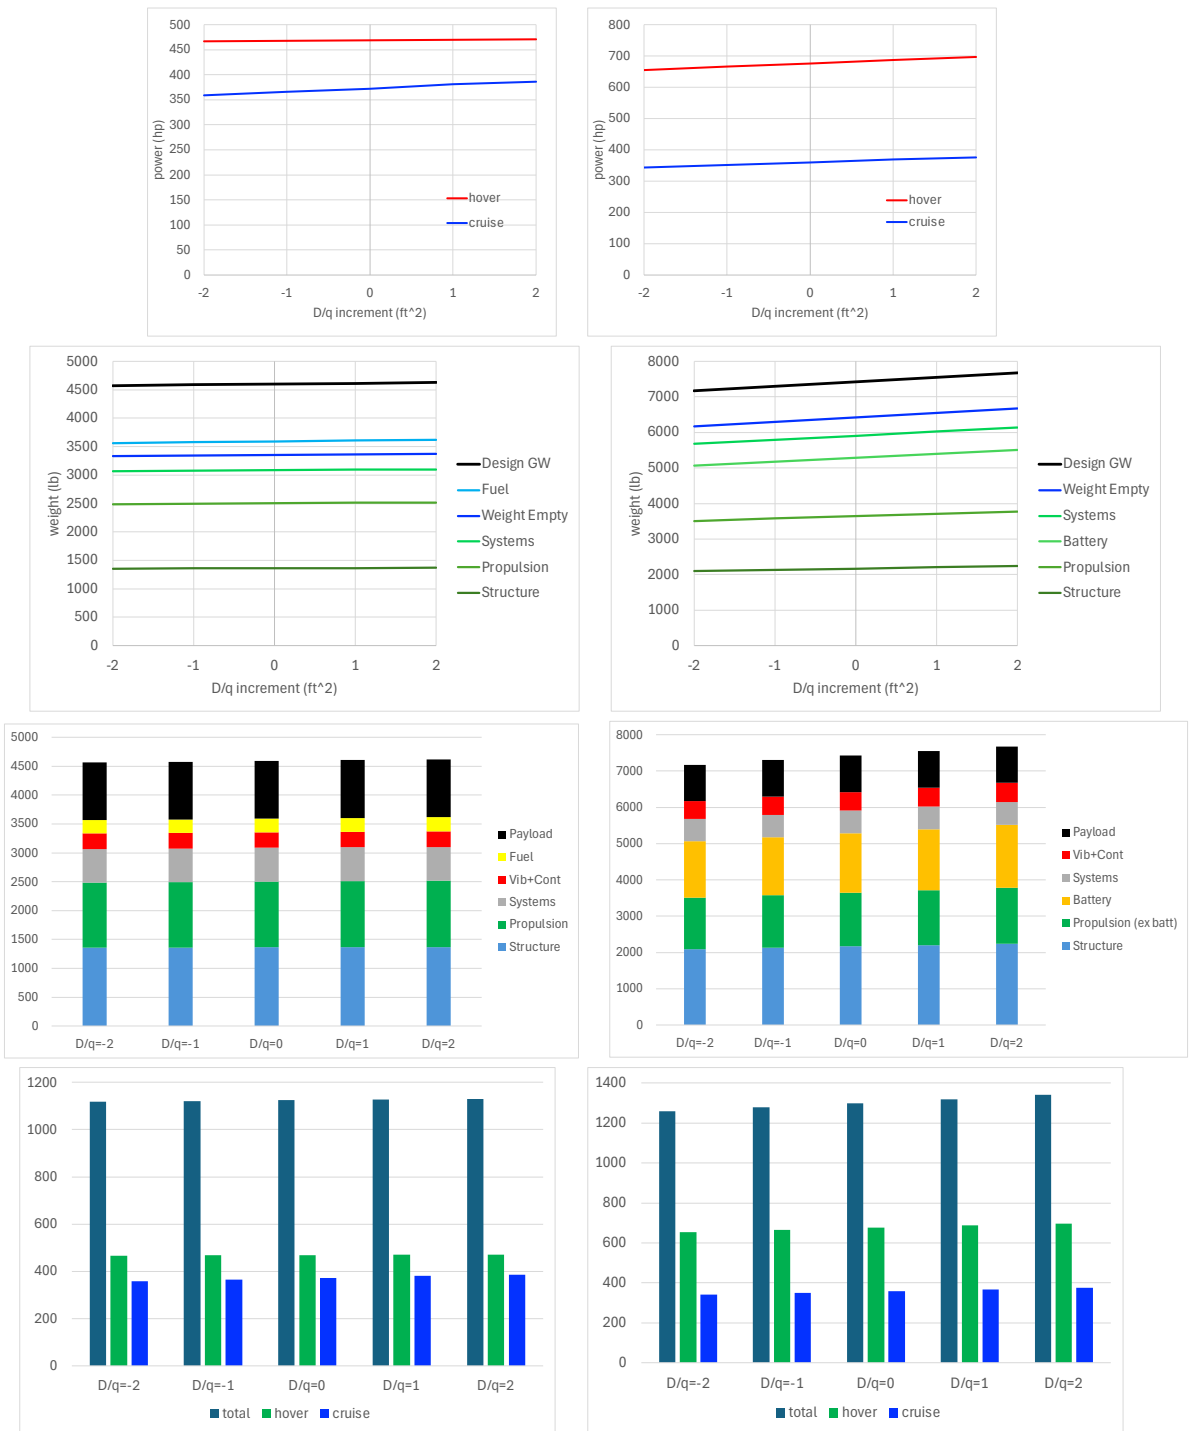 500
450
400
350
300
250
200
150
100
50
0
power (hp)
hover
cruise
-2 -1 0 1 2
D/q increment (ft^2)
800
700
600
500
400
300
200
100
0
power (hp)
hover
cruise
-2 -1 0 1 2
D/q increment (ft^2)
5000
4500
4000
3500
3000
2500
2000
1500
1000
500
0
weight (lb)
Design GW
Fuel
Weight Empty
Systems
Propulsion
Structure
-2 -1 0 1 2
D/q increment (ft^2)
8000
7000
6000
5000
4000
3000
2000
1000
0
weight (lb)
Design GW
Weight Empty
Systems
Battery
Propulsion
Structure
-2 -1 0 1 2
D/q increment (ft^2)
5000
4500
4000
3500
3000
2500
2000
1500
1000
500
0
Payload
Fuel
Vib+Cont
Systems
Propulsion
Structure
D/q=-2 D/q=-1 D/q=0 D/q=1 D/q=2
8000
7000
6000
5000
4000
3000
2000
1000
0
Payload
Vib+Cont
Systems
Battery
Propulsion (ex batt)
Structure
D/q=-2 D/q=-1 D/q=0 D/q=1 D/q=2
1200
1000
800
600
400
200
0
D/q=-2 D/q=-1 D/q=0 D/q=1 D/q=2
total hover cruise
1400
1200
1000
800
600
400
200
0
D/q=-2 D/q=-1 D/q=0 D/q=1 D/q=2
total hover cruise